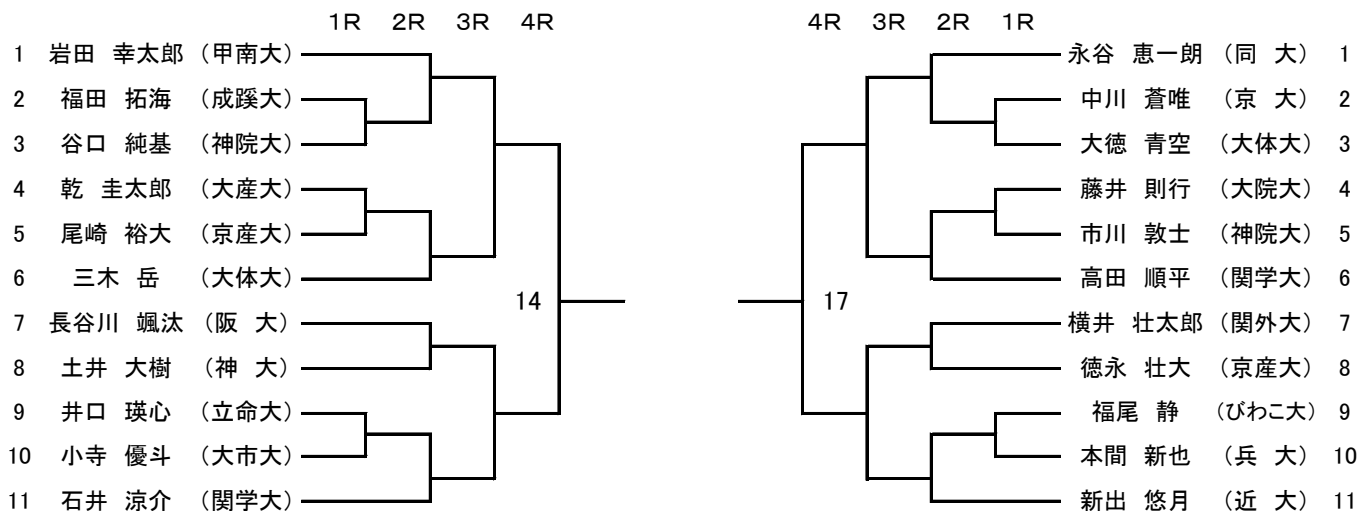 1R 2R 3R 4R
1 岩田 幸太郎 (甲南大)
2 福田 拓海 (成蹊大)
3 谷口 純基 (神院大)
4 乾 圭太郎 (大産大)
5 尾崎 裕大 (京産大)
6 三木 岳 (大体大)
14
7 長谷川 颯汰 (阪 大)
8 土井 大樹 (神 大)
9 井口 瑛心 (立命大)
10 小寺 優斗 (大市大)
11 石井 涼介 (関学大)
4R 3R 2R 1R
永谷 恵一朗 (同 大) 1
中川 蒼唯 (京 大) 2
大徳 青空 (大体大) 3
藤井 則行 (大院大) 4
市川 敦士 (神院大) 5
高田 順平 (関学大) 6
17
横井 壮太郎 (関外大) 7
徳永 壮大 (京産大) 8
福尾 静 (びわこ大) 9
本間 新也 (兵 大) 10
新出 悠月 (近 大) 11